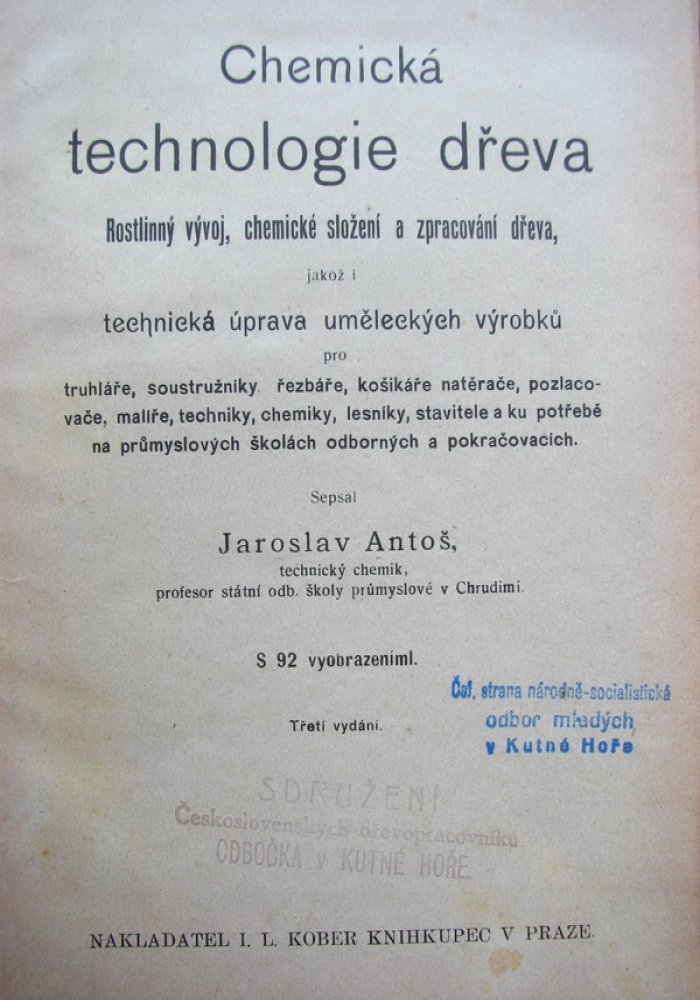 Chemická
technologie dřeva
Rostlinný vývoj, chemické složení a zpracování dřeva,
jakož i
technická úprava uměleckých výrobků
pro
truhláře, soustružníky řezbáře, košikáře natěrače, pozlaco-
vače, malíře, techniky, chemiky, lesníky, stavitele a ku potřebě
na průmyslových školách odborných a pokračovacích.
Sepsal
Jaroslav Antoš,
technický chemik,
profesor státní odb. školy průmyslové v Chrudimi.
S 92 vyobrazeními.
Třetí vydání.
Čsl. strana národně-socialistická
odbor mladých
v Kutné Hoře
SDRUŽENÍ
Československých dřevopracovníků
ODBOČKA v KUTNÉ HOŘE
NAKLADATEL I. L. KOBER KNIHKUPEC V PRAZE.